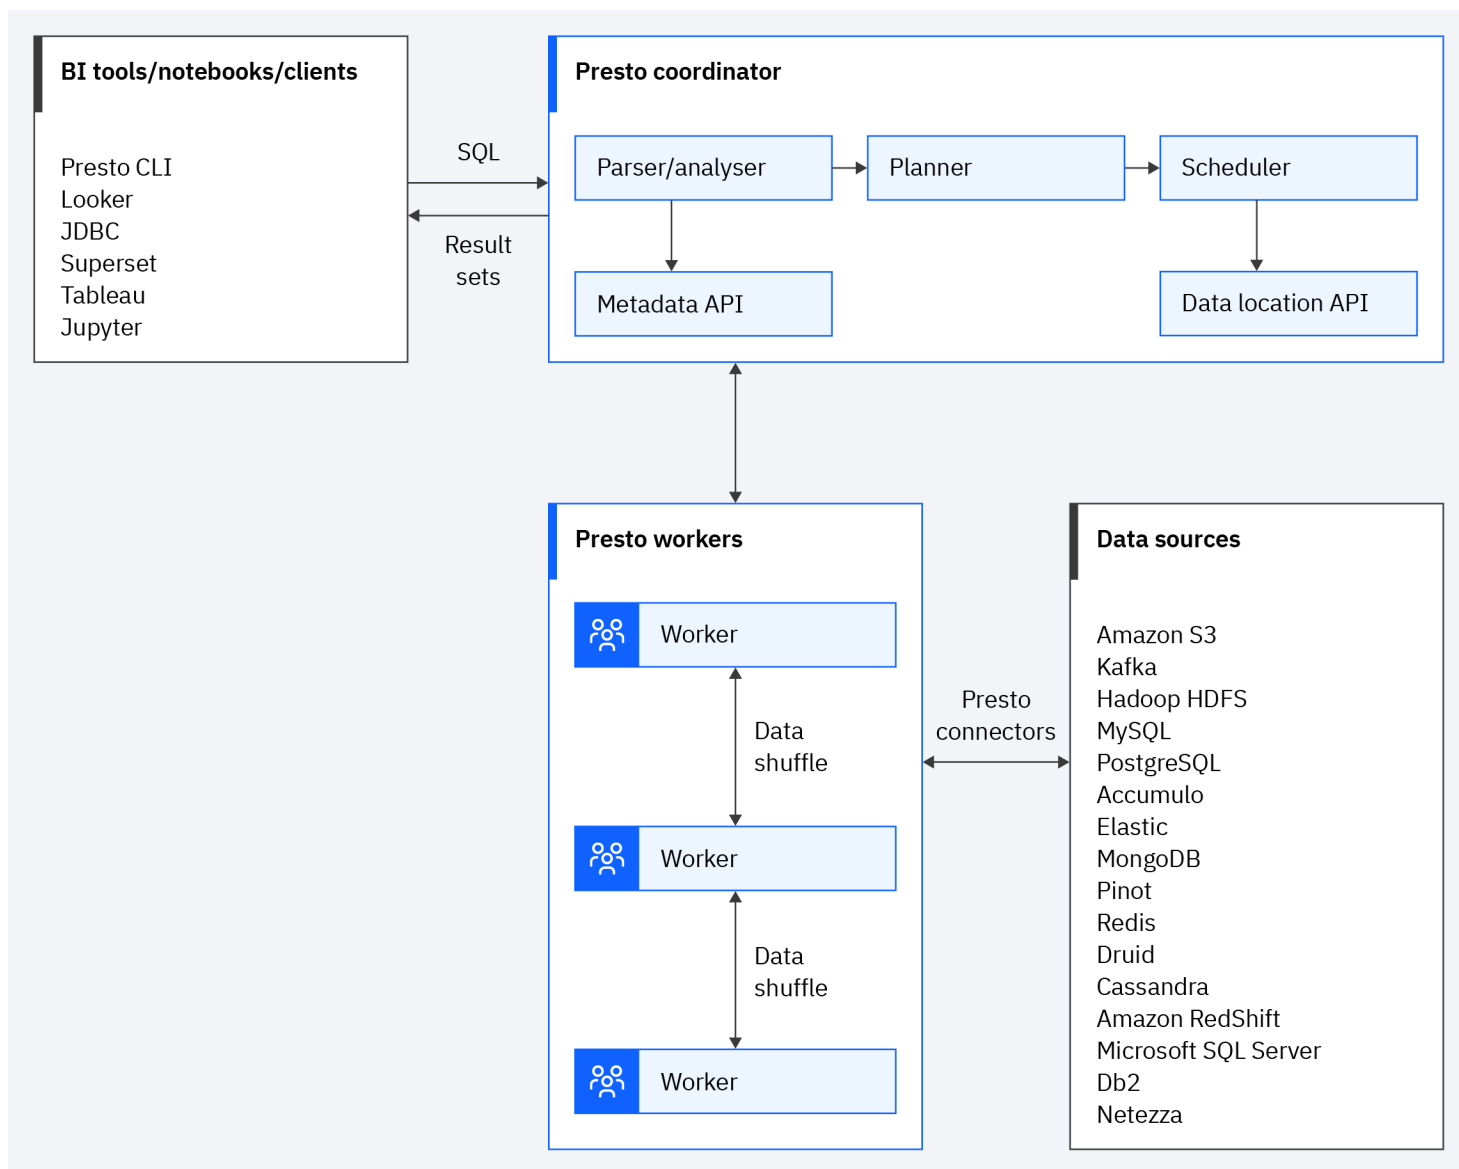 BI tools/notebooks/clients
Presto CLI
Looker
JDBC
Superset
Tableau
Jupyter
SQL
Result
sets
Presto coordinator
Parser/analyser
Planner
Scheduler
Metadata API
Data location API
Presto workers
Worker
Data
shuffle
Worker
Data
shuffle
Worker
Presto
connectors
Data sources
Amazon S3
Kafka
Hadoop HDFS
MySQL
PostgreSQL
Accumulo
Elastic
MongoDB
Pinot
Redis
Druid
Cassandra
Amazon RedShift
Microsoft SQL Server
Db2
Netezza